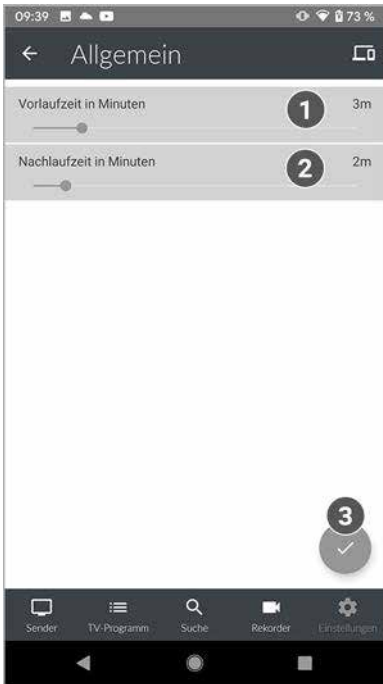 09:39 73 %
Allgemein
Vorlaufzeit in Minuten 1 3m
Nachlaufzeit in Minuten 2 2m
3
Sender TV-Programm Suche Rekorder Einstellungen